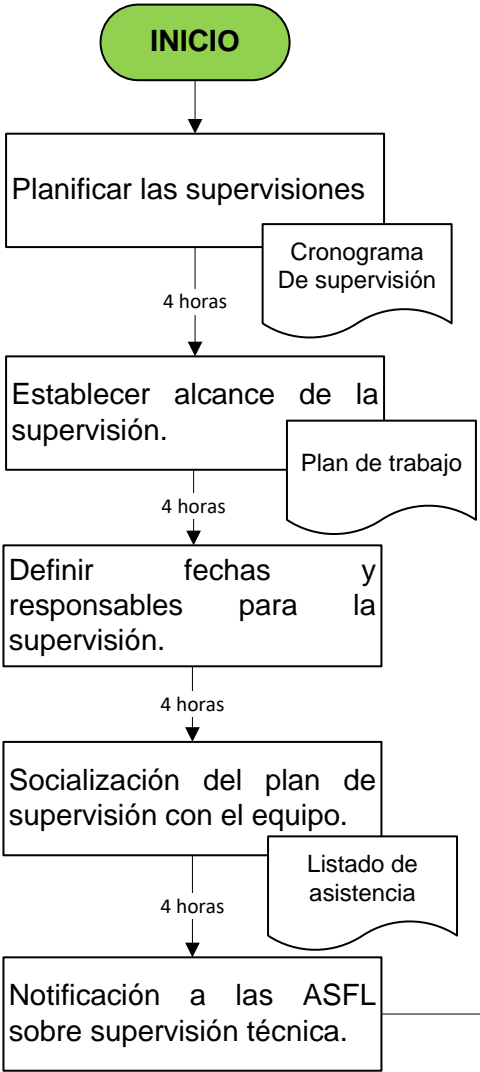 INICIO
Planificar las supervisiones
Cronograma
De supervisión
4 horas
Establecer alcance de la
supervisión.
Plan de trabajo
4 horas
Definir fechas y
responsables para la
supervisión.
4 horas
Socialización del plan de
supervisión con el equipo.
Listado de
asistencia
4 horas
Notificación a las ASFL
sobre supervisión técnica.